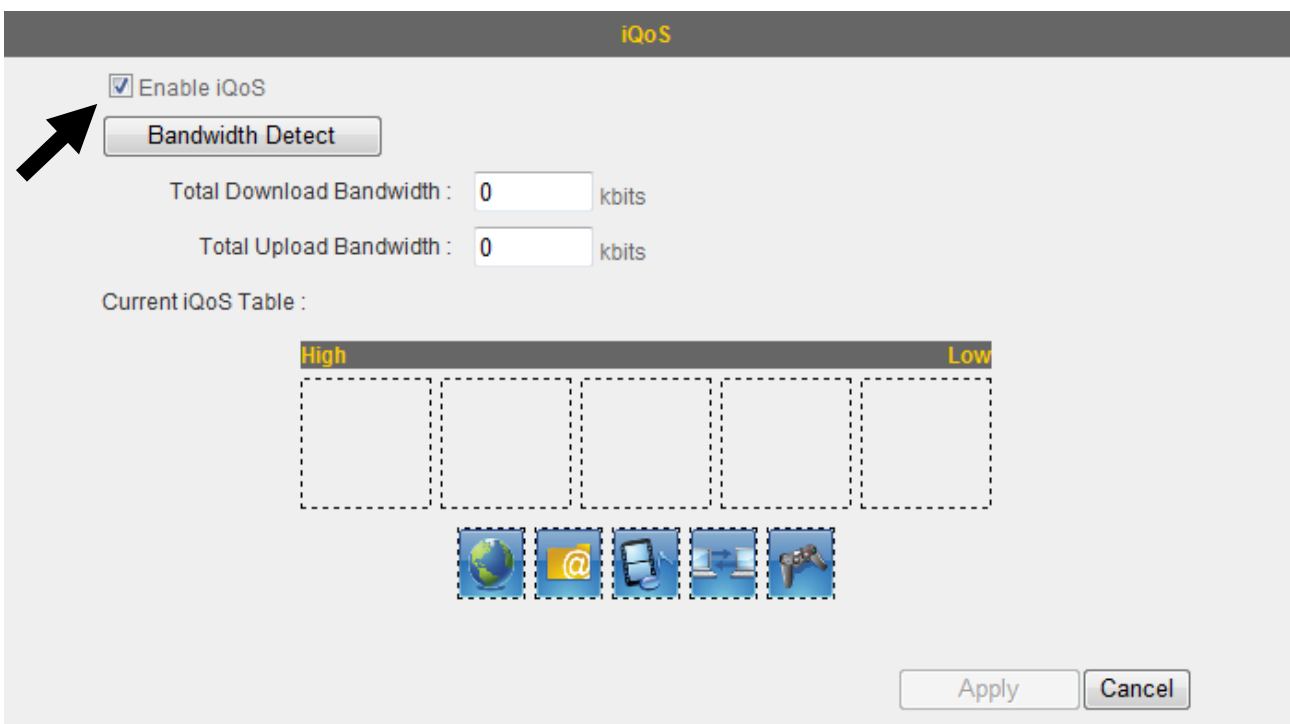 iQoS
Enable iQoS
Bandwidth Detect
Total Download Bandwidth : 0 kbits
Total Upload Bandwidth : 0 kbits
Current iQoS Table :
High Low
@
Apply Cancel